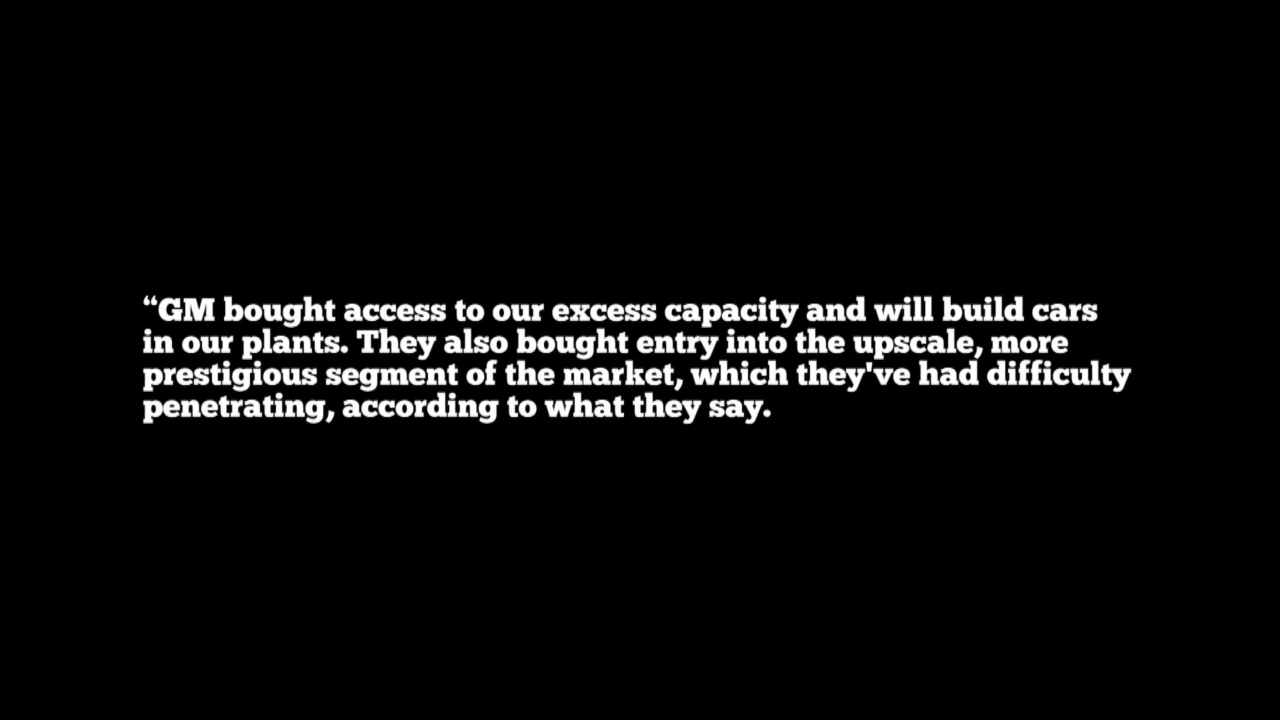 “GM bought access to our excess capacity and will build cars
in our plants. They also bought entry into the upscale, more
prestigious segment of the market, which they've had difficulty
penetrating, according to what they say.